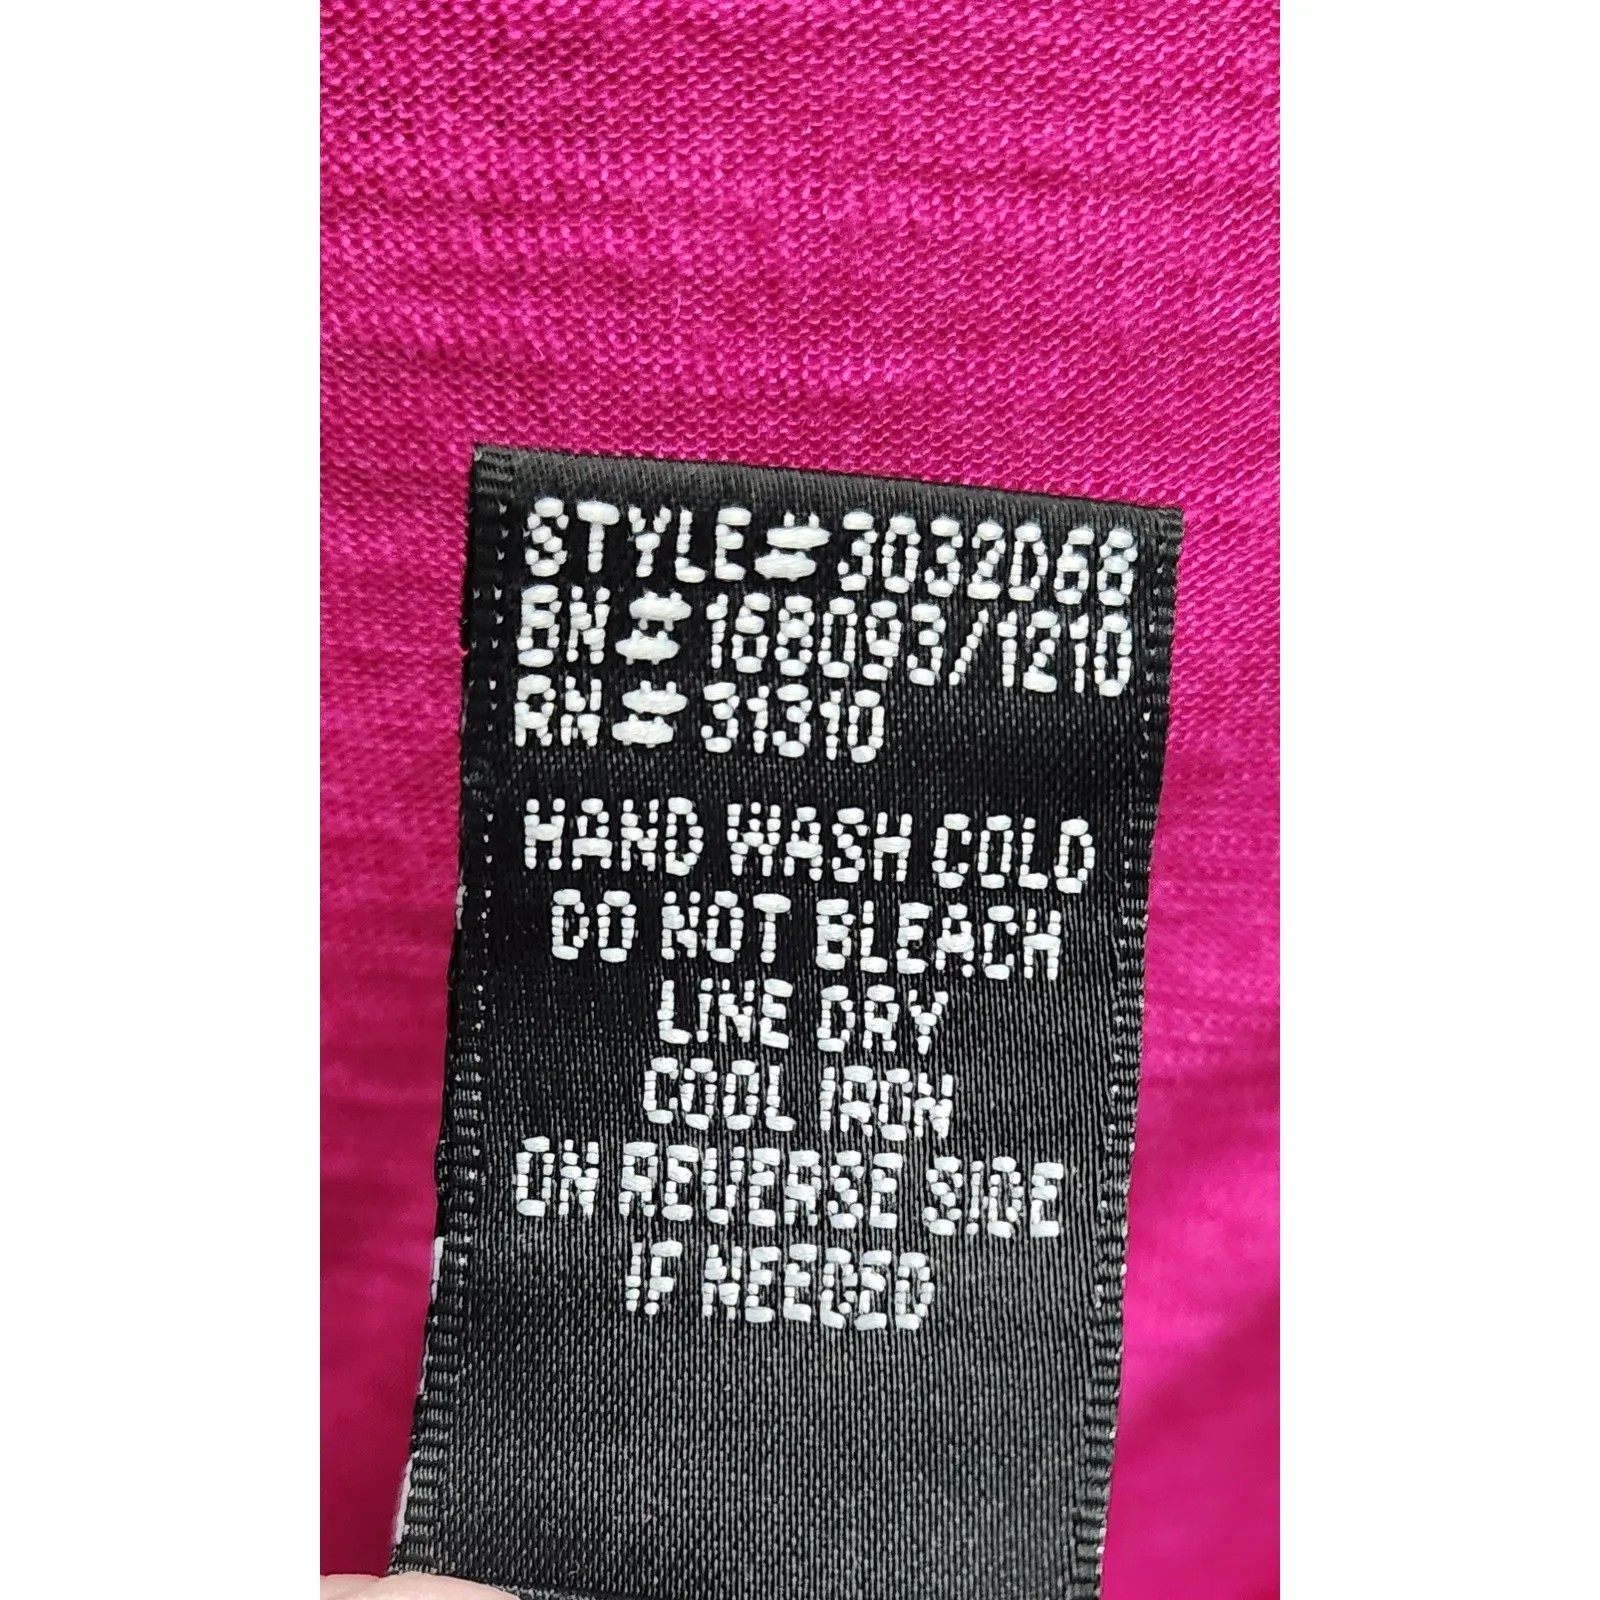 STYLE#3032D68
BN#168093/1210
RN#31310
HAND WASH COLD
DO NOT BLEACH
LINE DRY
COOL IRON
ON REVERSE SIDE
IF NEEDED